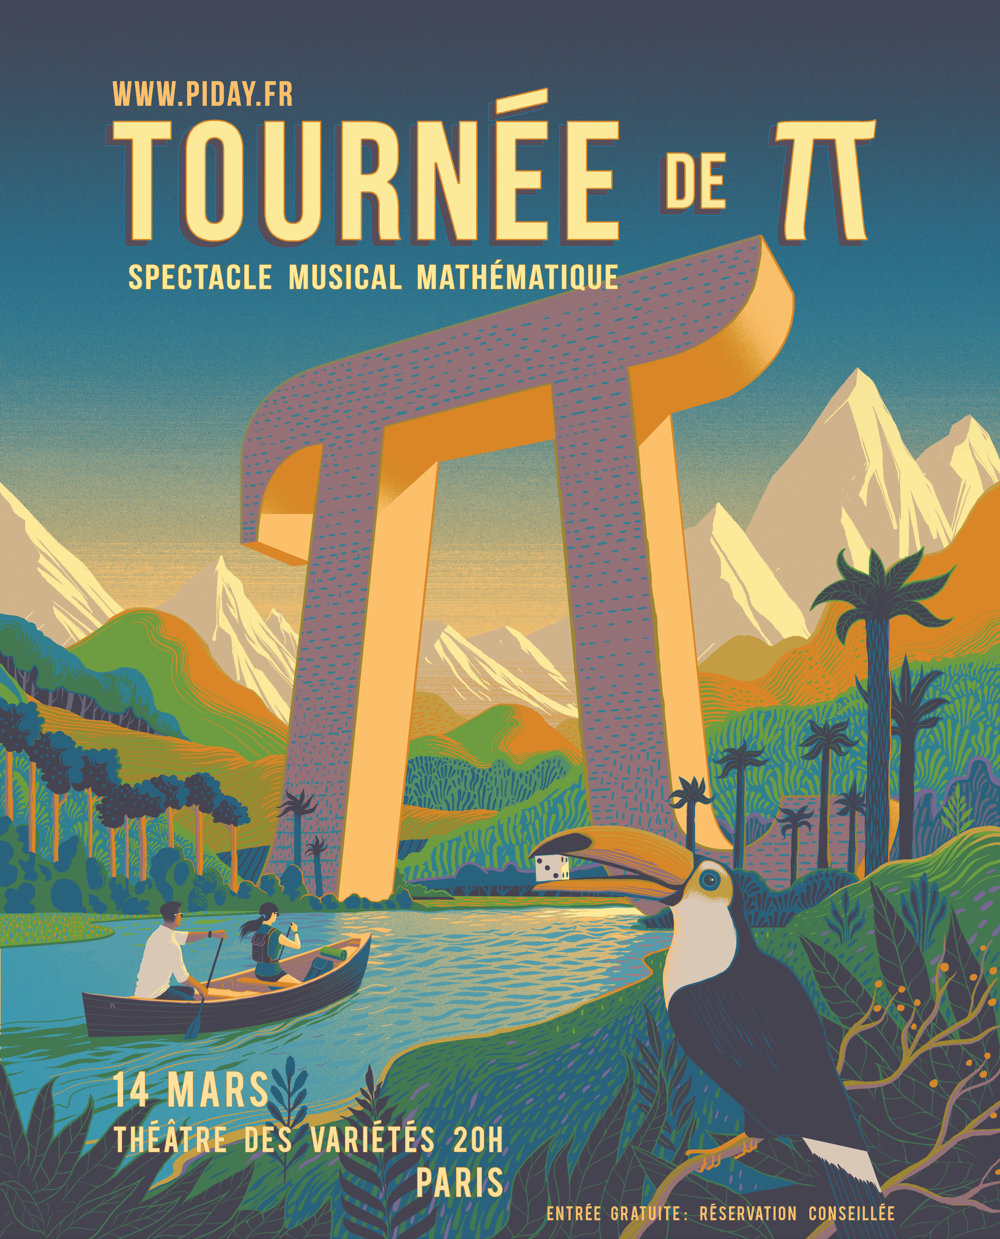 WWW.PIDAY.FR
TOURNÉE DE π
SPECTACLE MUSICAL MATHÉMATIQUE
14 MARS
THÉÂTRE DES VARIÉTÉS 20H
PARIS
ENTRÉE GRATUITE: RÉSERVATION CONSEILLÉE